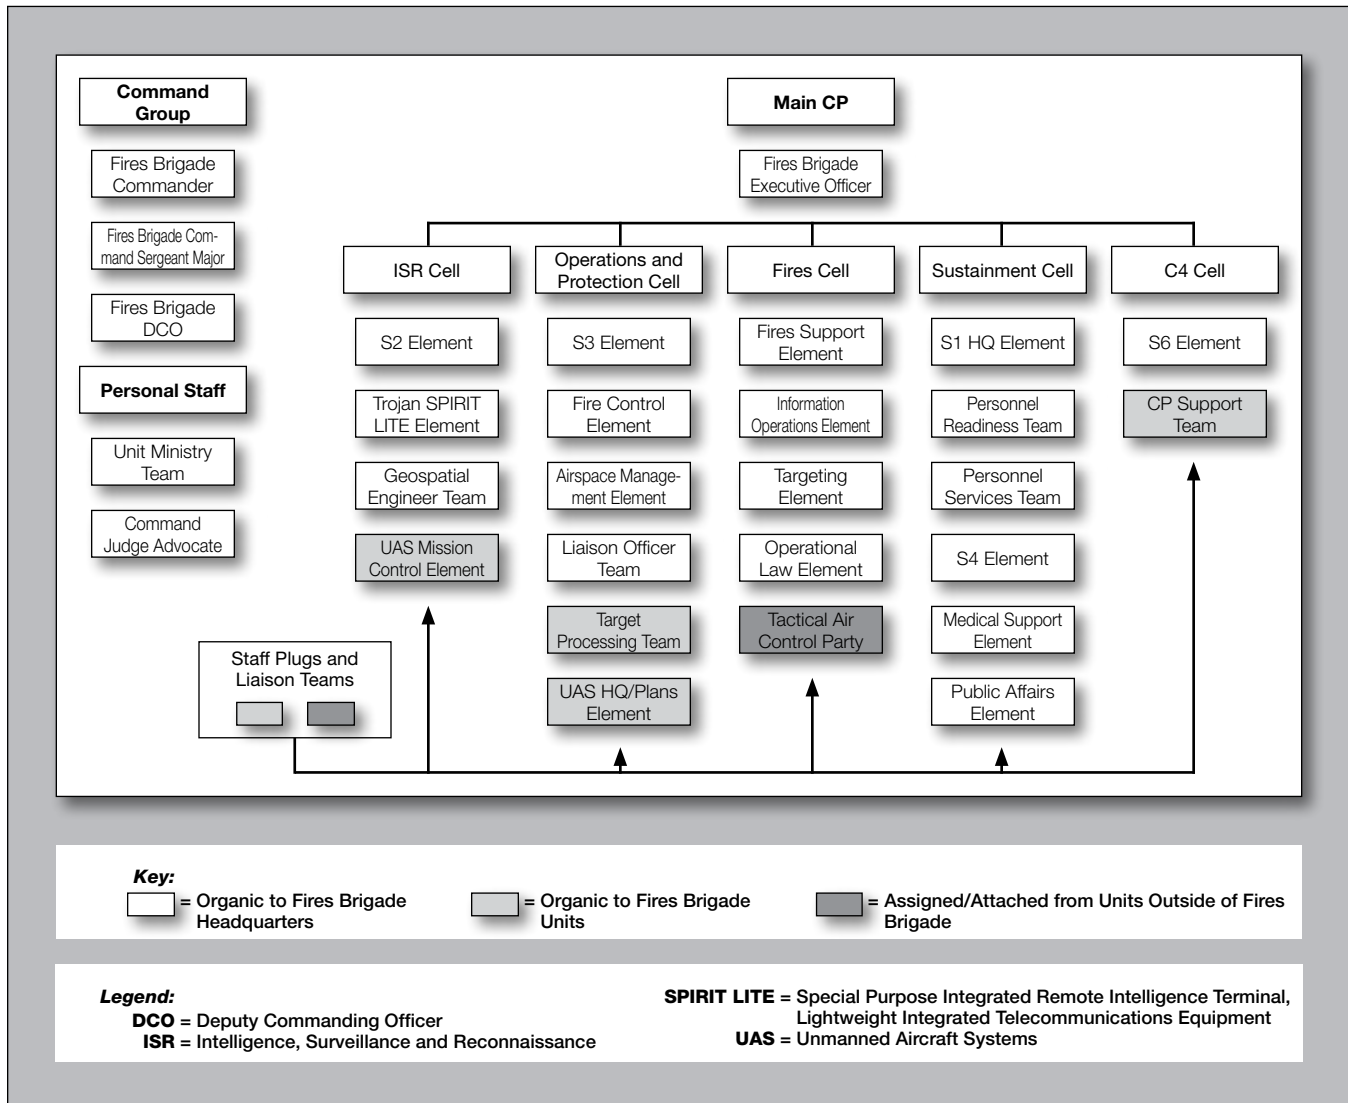 Command
Group
Fires Brigade
Commander
Fires Brigade Com-
mand Sergeant Major
Fires Brigade
DCO
Personal Staff
Unit Ministry
Team
Command
Judge Advocate
Main CP
Fires Brigade
Executive Officer
ISR Cell
S2 Element
Trojan SPIRIT
LITE Element
Geospatial
Engineer Team
UAS Mission
Control Element
Operations and
Protection Cell
S3 Element
Fire Control
Element
Airspace Manage-
ment Element
Liaison Officer
Team
Target
Processing Team
UAS HQ/Plans
Element
Fires Cell
Fires Support
Element
Information
Operations Element
Targeting
Element
Operational
Law Element
Tactical Air
Control Party
Sustainment Cell
S1 HQ Element
Personnel
Readiness Team
Personnel
Services Team
S4 Element
Medical Support
Element
Public Affairs
Element
C4 Cell
S6 Element
CP Support
Team
Staff Plugs and
Liaison Teams
Key:
= Organic to Fires Brigade
Headquarters
= Organic to Fires Brigade
Units
= Assigned/Attached from Units Outside of Fires
Brigade
Legend:
DCO = Deputy Commanding Officer
ISR = Intelligence, Surveillance and Reconnaissance
SPIRIT LITE = Special Purpose Integrated Remote Intelligence Terminal,
Lightweight Integrated Telecommunications Equipment
UAS = Unmanned Aircraft Systems